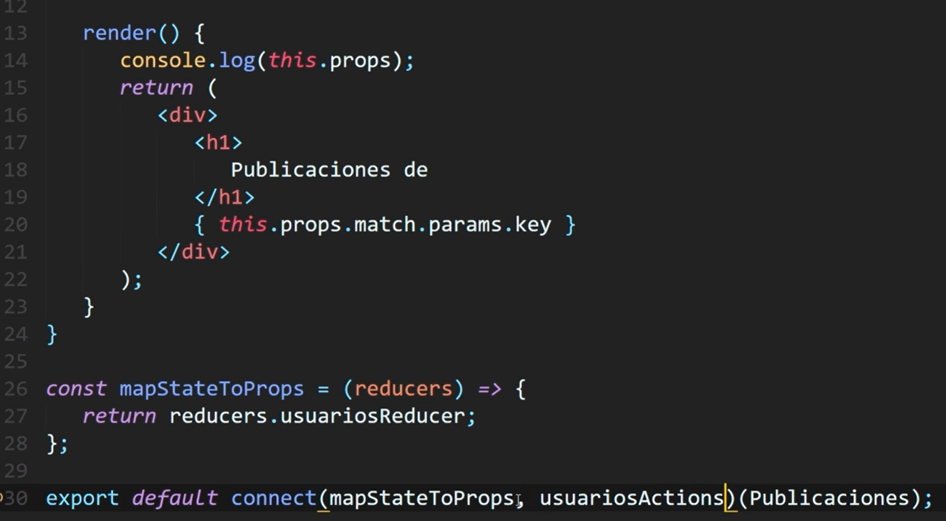 12
13 render() {
14 console.log(this.props);
15 return (
16 <div>
17 <h1>
18 Publicaciones de
19 </h1>
20 { this.props.match.params.key }
21 </div>
22 );
23 }
24 }
25
26 const mapStateToProps = (reducers) => {
27 return reducers.usuariosReducer;
28 };
29
30 export default connect(mapStateToProps, usuariosActions)(Publicaciones);